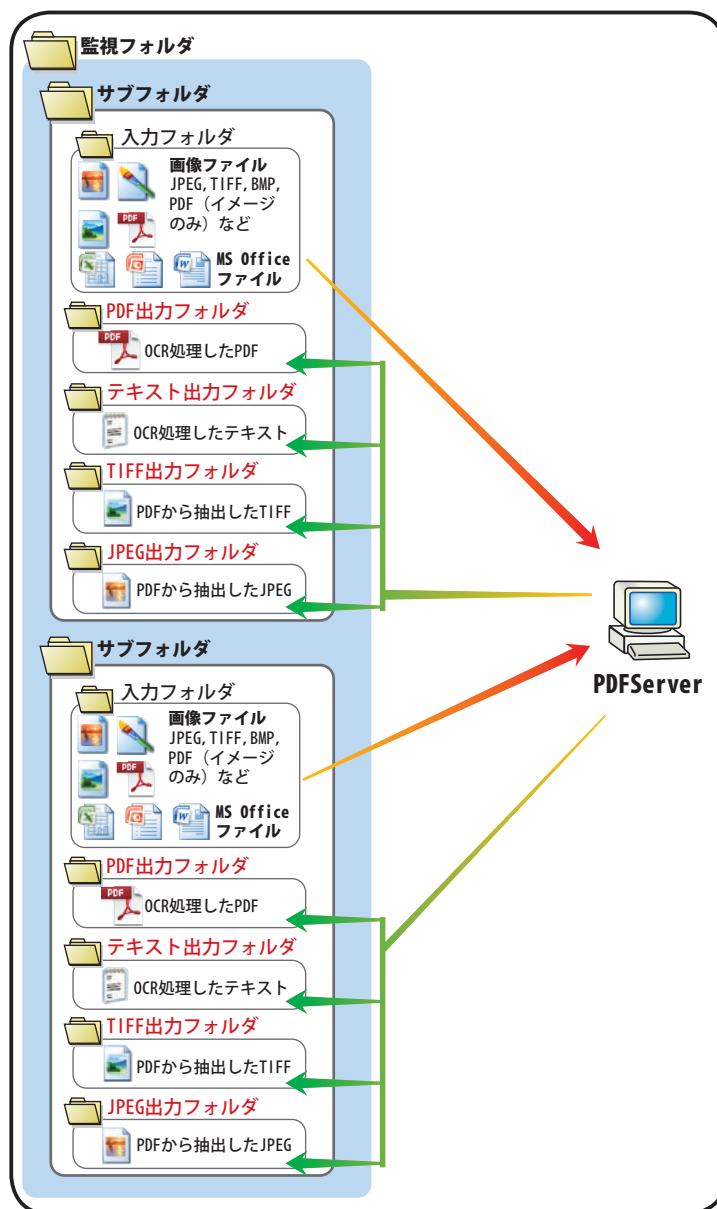 監視フォルダ
サブフォルダ
入力フォルダ
画像ファイル
JPEG,TIFF,BMP,
PDF（イメージ
のみ）など
PDF
MS Office
ファイル
PDF出力フォルダ
PDF
OCR処理したPDF
テキスト出力フォルダ
OCR処理したテキスト
TIFF出力フォルダ
PDFから抽出したTIFF
JPEG出力フォルダ
PDFから抽出したJPEG
PDFServer
サブフォルダ
入力フォルダ
画像ファイル
JPEG,TIFF,BMP,
PDF（イメージ
のみ）など
PDF
MS Office
ファイル
PDF出力フォルダ
PDF
OCR処理したPDF
テキスト出力フォルダ
OCR処理したテキスト
TIFF出力フォルダ
PDFから抽出したTIFF
JPEG出力フォルダ
PDFから抽出したJPEG